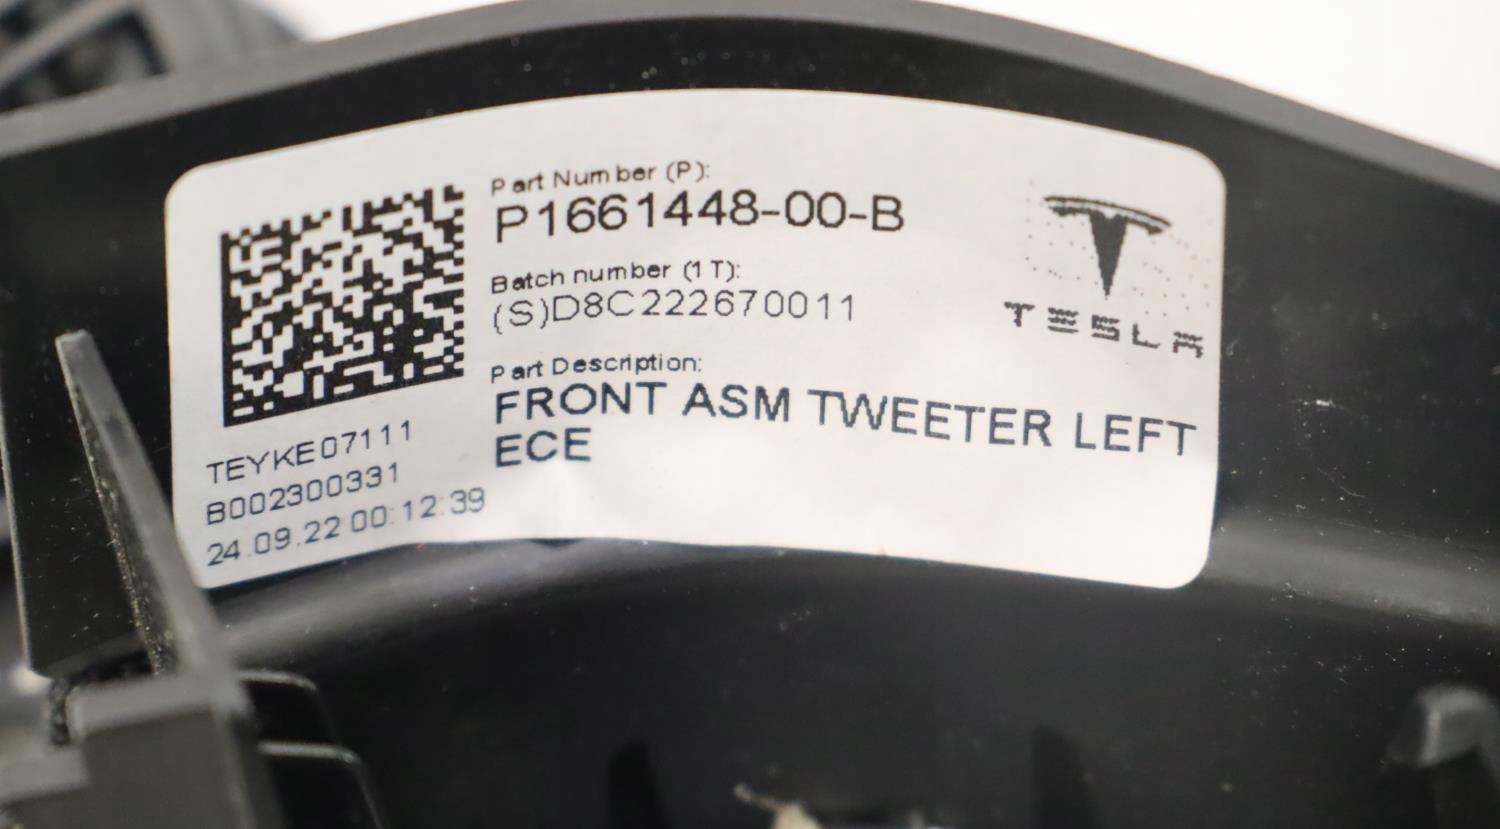 Part Number (P):
P1661448-00-B
Batch number (1T):
(S)D8C222670011
Part Description:
FRONT ASM TWEETER LEFT
ECE
TESLA
TEYKE07111
B002300331
24.09.22 00:12:39